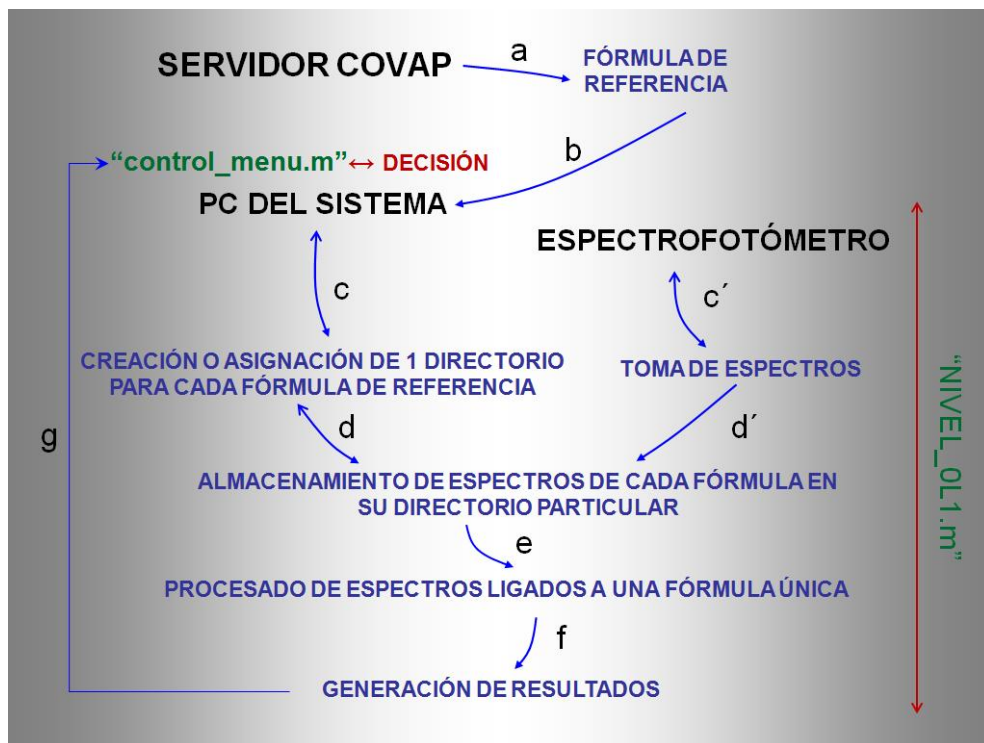 SERVIDOR COVAP
a
FÓRMULA DE
REFERENCIA
b
“control_menu.m”↔ DECISIÓN
PC DEL SISTEMA
ESPECTROFOTÓMETRO
c
c´
CREACIÓN O ASIGNACIÓN DE 1 DIRECTORIO
PARA CADA FÓRMULA DE REFERENCIA
TOMA DE ESPECTROS
g
d
d´
ALMACENAMIENTO DE ESPECTROS DE CADA FÓRMULA EN
SU DIRECTORIO PARTICULAR
e
PROCESADO DE ESPECTROS LIGADOS A UNA FÓRMULA ÚNICA
f
GENERACIÓN DE RESULTADOS
“NIVEL_0L1.m”